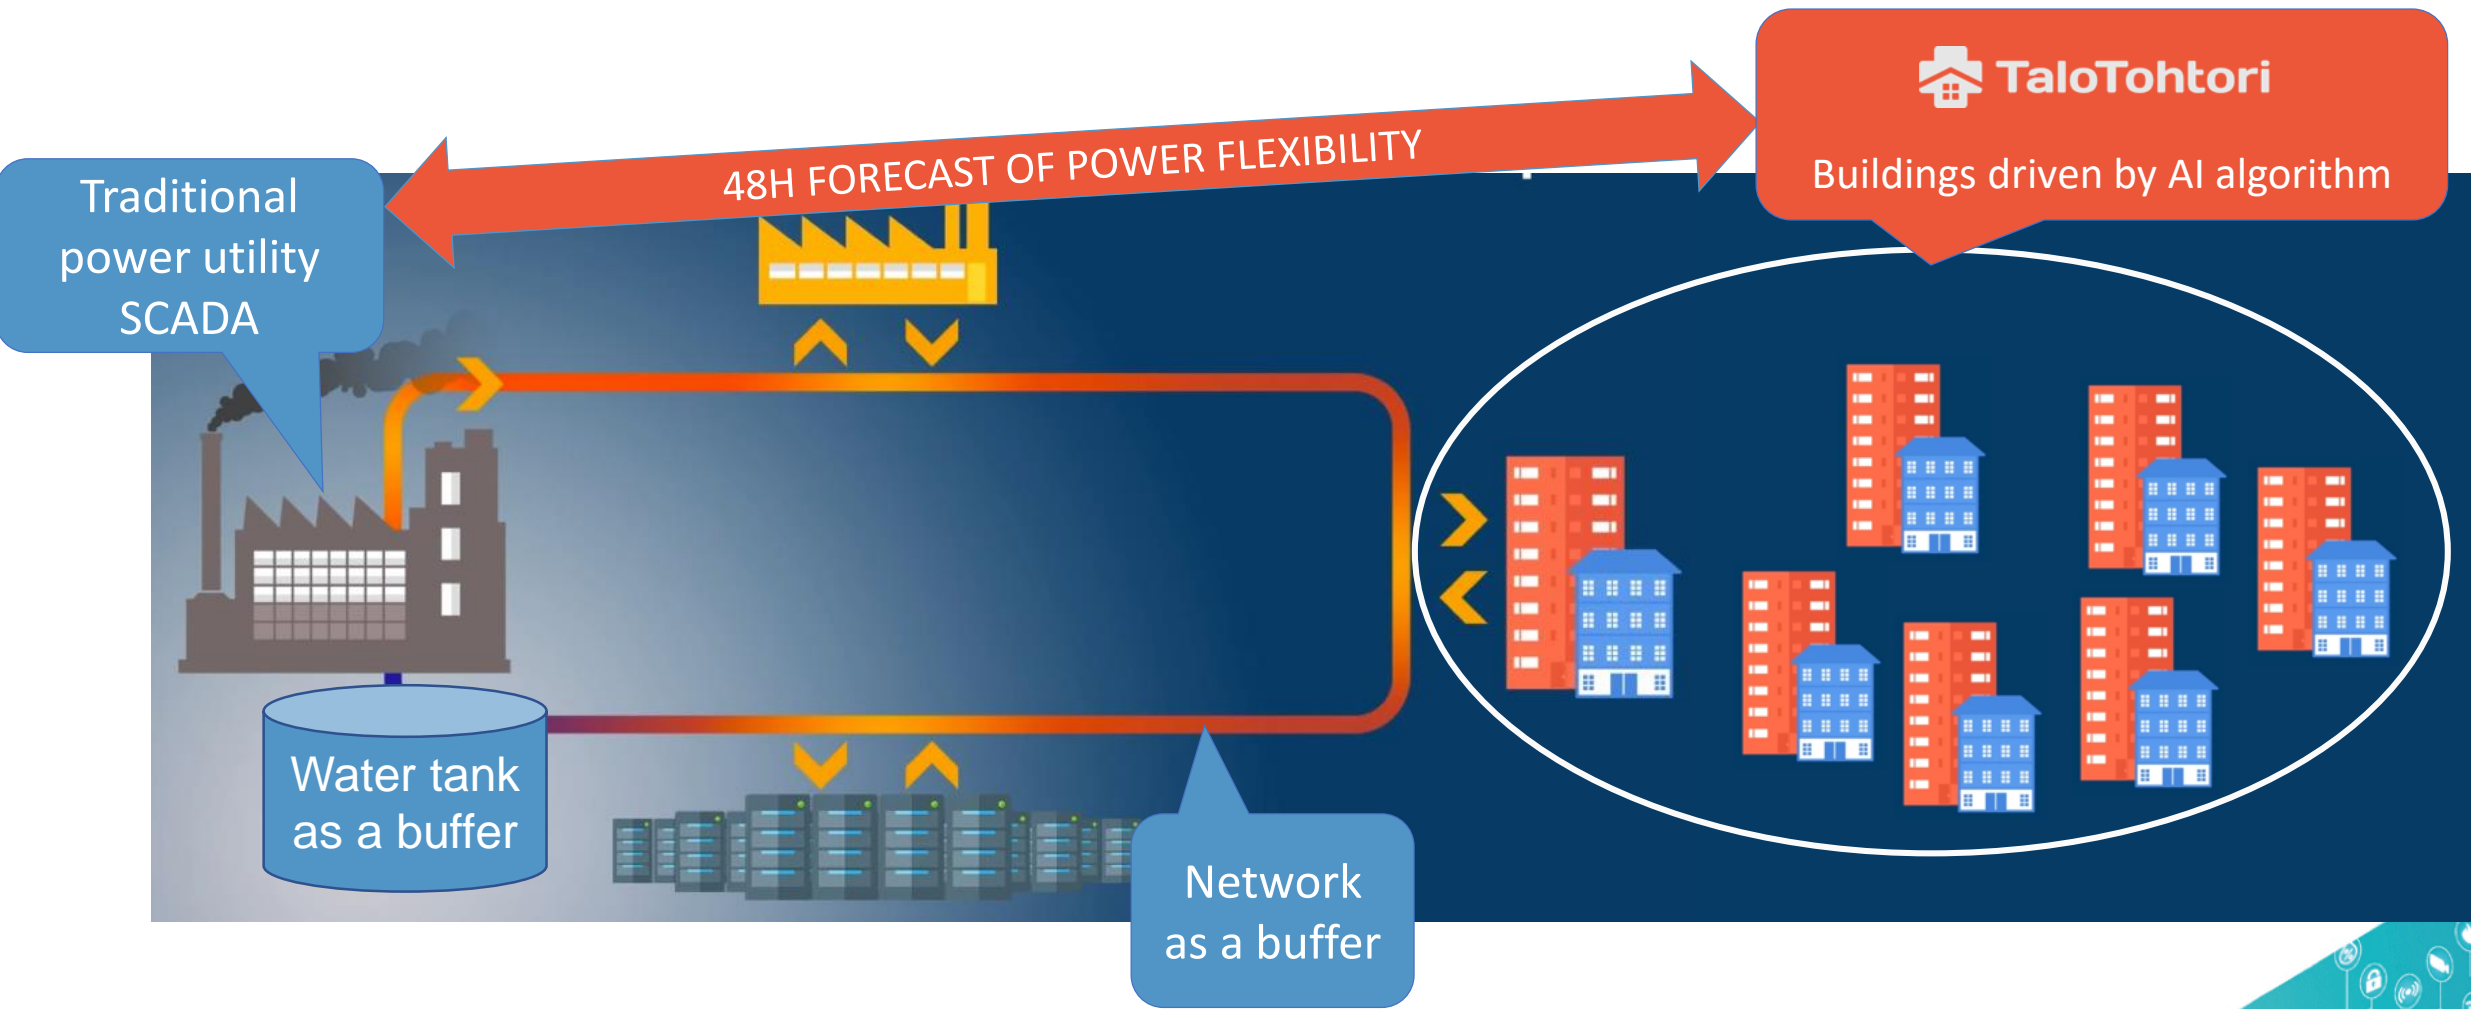 TaloTohtori
Buildings driven by AI algorithm
48H FORECAST OF POWER FLEXIBILITY
Traditional
power utility
SCADA
Water tank
as a buffer
Network
as a buffer